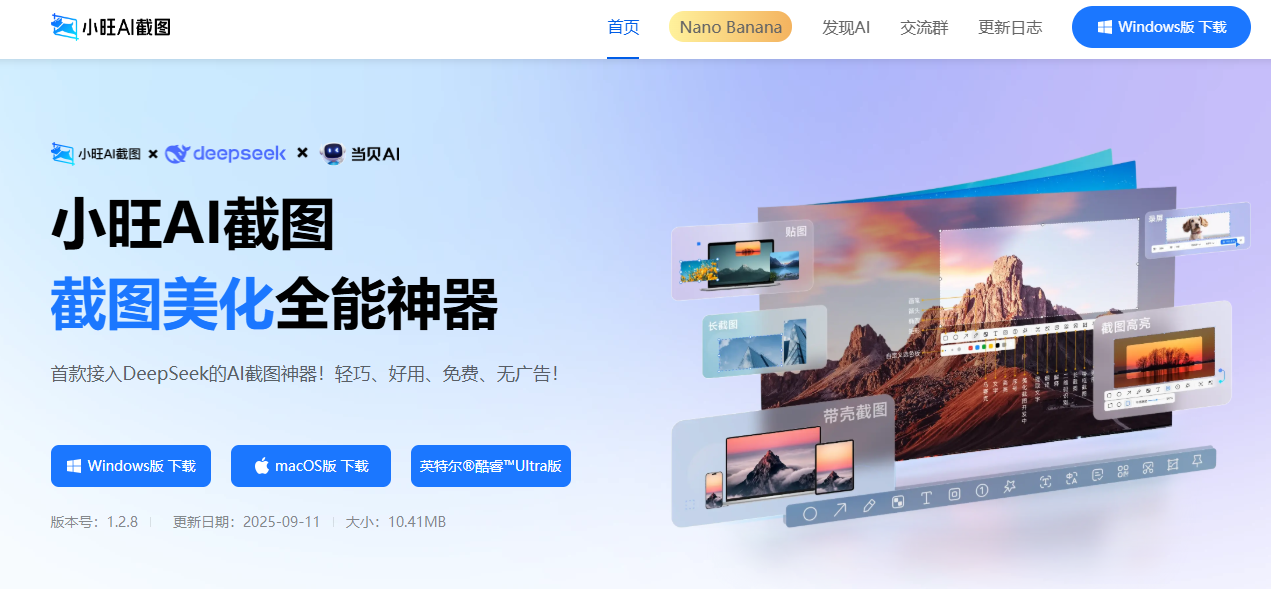 小旺AI截图
首页
Nano Banana
发现AI
交流群
更新日志
Windows版 下载
小旺AI截图 × deepseek × 当贝AI
小旺AI截图
截图美化全能神器
首款接入DeepSeek的AI截图神器！轻巧、好用、免费、无广告！
Windows版 下载
macOS版 下载
英特尔®酷睿™Ultra版
版本号：1.2.8
更新日期：2025-09-11
大小：10.41MB
贴图
录屏
长截图
截图高亮
带壳截图